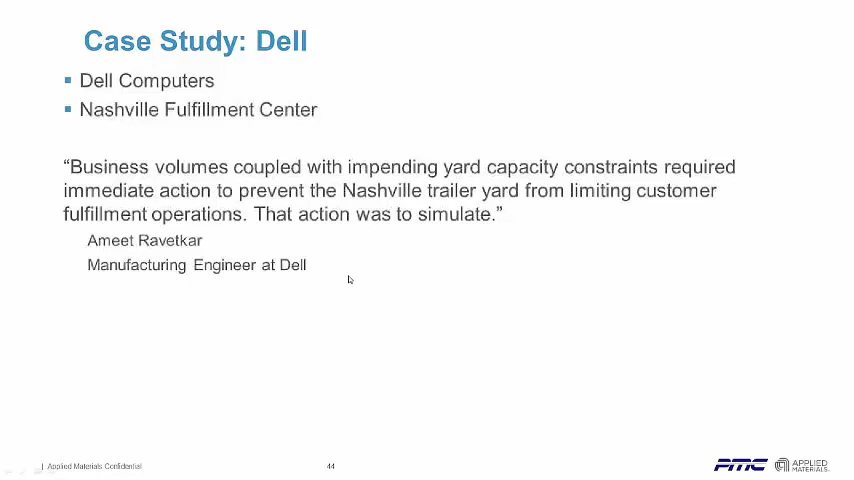 Case Study: Dell
▪ Dell Computers
▪ Nashville Fulfillment Center
“Business volumes coupled with impending yard capacity constraints required
immediate action to prevent the Nashville trailer yard from limiting customer
fulfillment operations. That action was to simulate.”
Ameet Ravetkar
Manufacturing Engineer at Dell
| Applied Materials Confidential
44
PMC
APPLIED
MATERIALS.